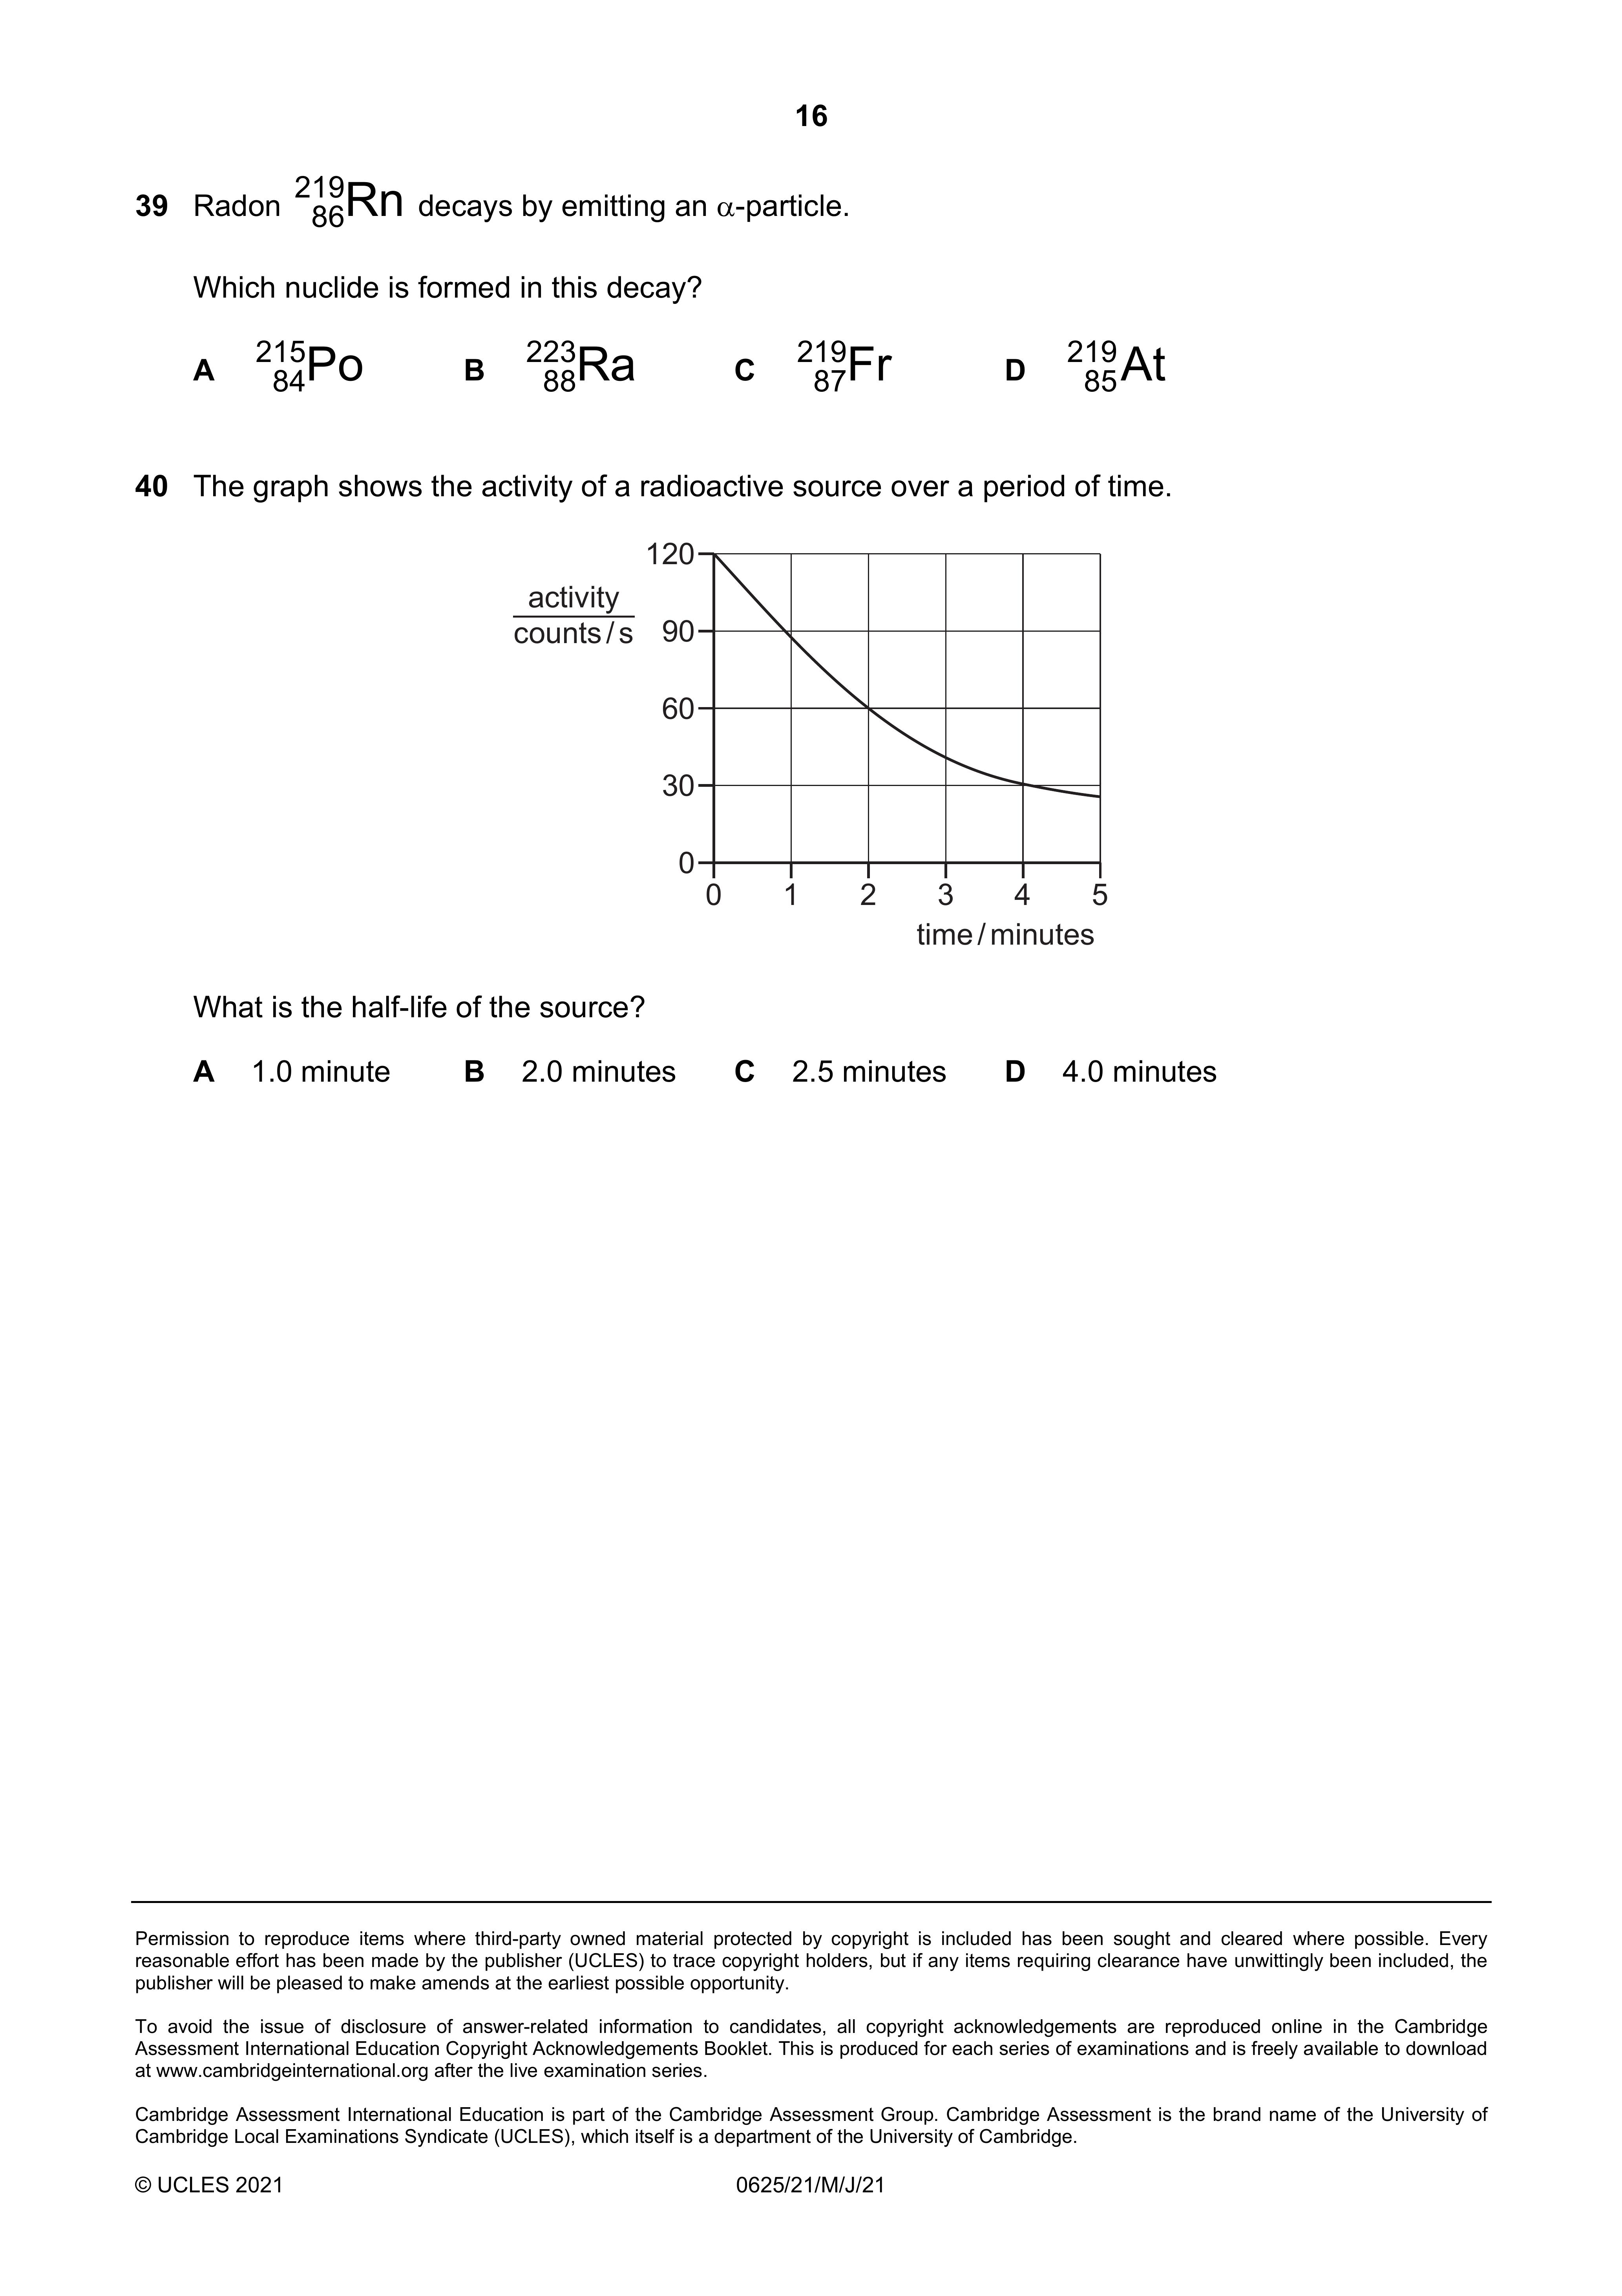 16
39 Radon 219 86 Rn decays by emitting an α-particle.
Which nuclide is formed in this decay?
A 215 84 Po B 223 88 Ra C 219 87 Fr D 219 85 At
40 The graph shows the activity of a radioactive source over a period of time.
120
activity
counts / s
90
60
30
0
0 1 2 3 4 5
time / minutes
What is the half-life of the source?
A 1.0 minute B 2.0 minutes C 2.5 minutes D 4.0 minutes
Permission to reproduce items where third-party owned material protected by copyright is included has been sought and cleared where possible. Every
reasonable effort has been made by the publisher (UCLES) to trace copyright holders, but if any items requiring clearance have unwittingly been included, the
publisher will be pleased to make amends at the earliest possible opportunity.
To avoid the issue of disclosure of answer-related information to candidates, all copyright acknowledgements are reproduced online in the Cambridge
Assessment International Education Copyright Acknowledgements Booklet. This is produced for each series of examinations and is freely available to download
at www.cambridgeinternational.org after the live examination series.
Cambridge Assessment International Education is part of the Cambridge Assessment Group. Cambridge Assessment is the brand name of the University of
Cambridge Local Examinations Syndicate (UCLES), which itself is a department of the University of Cambridge.
© UCLES 2021 0625/21/M/J/21